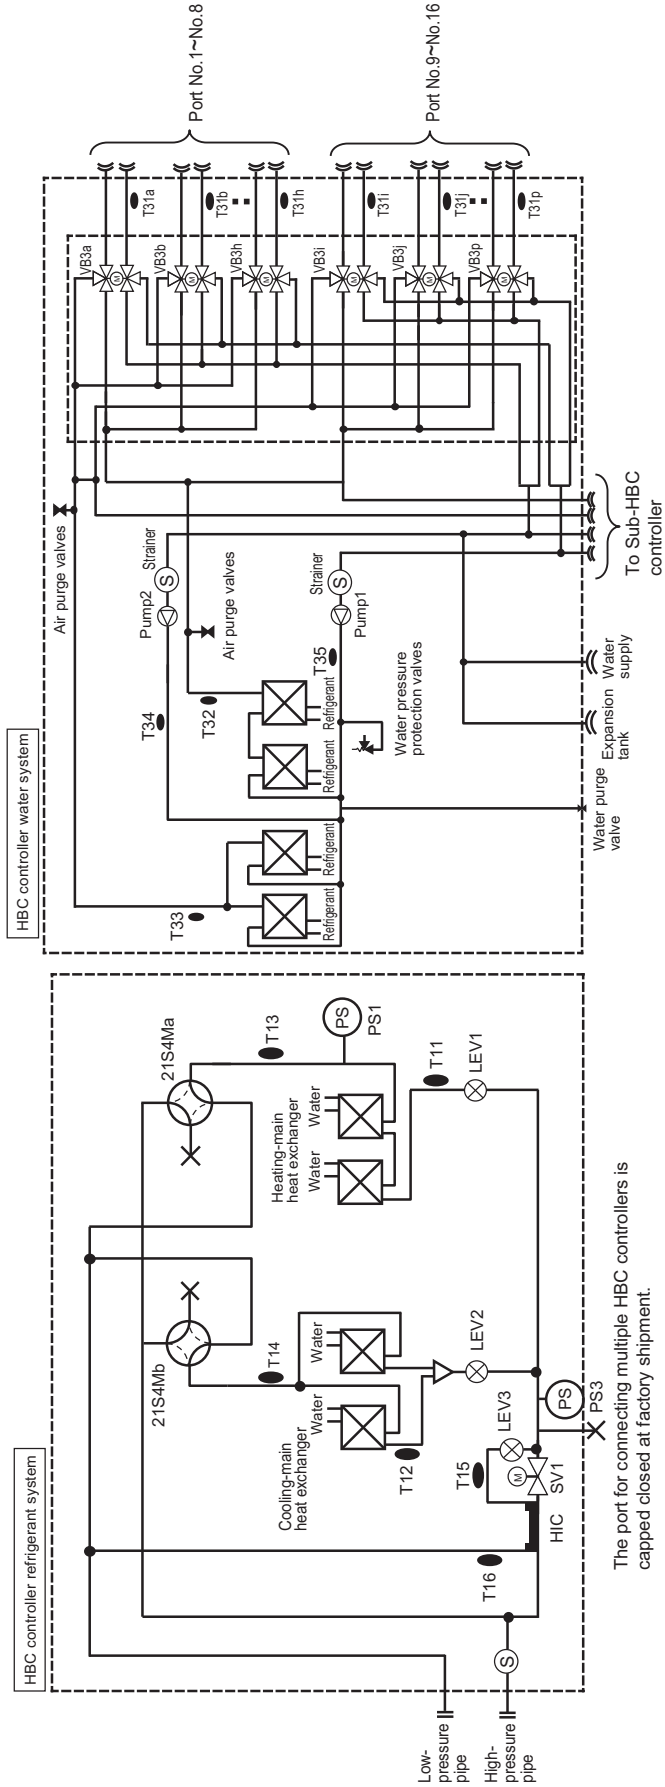 HBC controller refrigerant system
21S4Mb
21S4Ma
T14
T13
PS
PS1
Cooling-main
heat exchanger
Water
Water
Heating-main
heat exchanger
Water
Water
T12
T11
LEV1
LEV2
LEV3
T15
M
SV1
HIC
T16
PS
PS3
S
Low-
pressure
pipe
High-
pressure
pipe
The port for connecting multiple HBC controllers is
capped closed at factory shipment.
HBC controller water system
T33
T34
T32
T35
Refrigerant
Refrigerant
Refrigerant
Refrigerant
Pump2
S
Strainer
Air purge valves
Air purge valves
Pump1
S
Strainer
Water pressure
protection valves
Water purge
valve
Expansion
tank
Water
supply
To Sub-HBC
controller
VB3a
M
VB3b
M
VB3h
M
VB3i
M
VB3j
M
VB3p
M
T31a
T31b
T31h
T31i
T31j
T31p
Port No.1~No.8
Port No.9~No.16